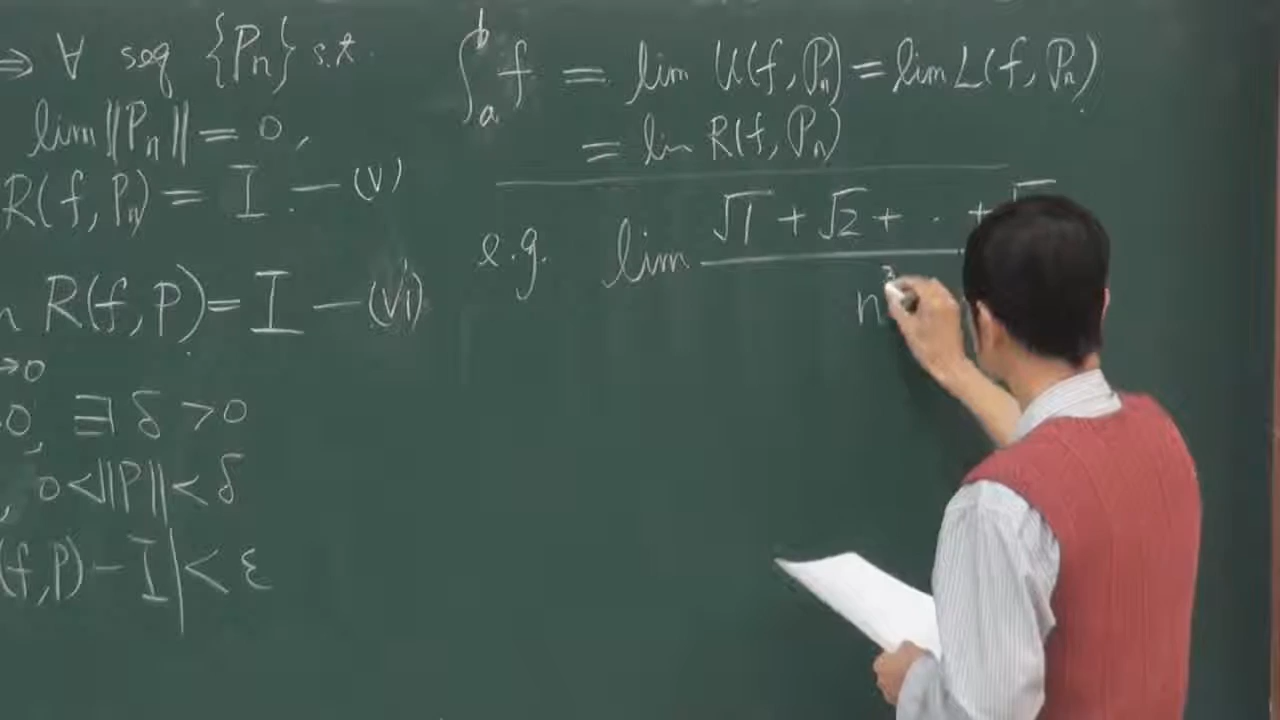 ⇒ ∀ seq {Pₙ} s.t.
lim ||Pₙ|| = 0,
R(f, Pₙ) = I — (V)
R(f, P) = I — (Vi)
→0
0, ∃ δ > 0
, 0 < ||P|| < δ
(f, P) - I| < ε
∫ₐᵇ f = lim U(f, Pₙ) = lim L(f, Pₙ)
= lim R(f, Pₙ)
e.g. lim √1 + √2 + · + √
n